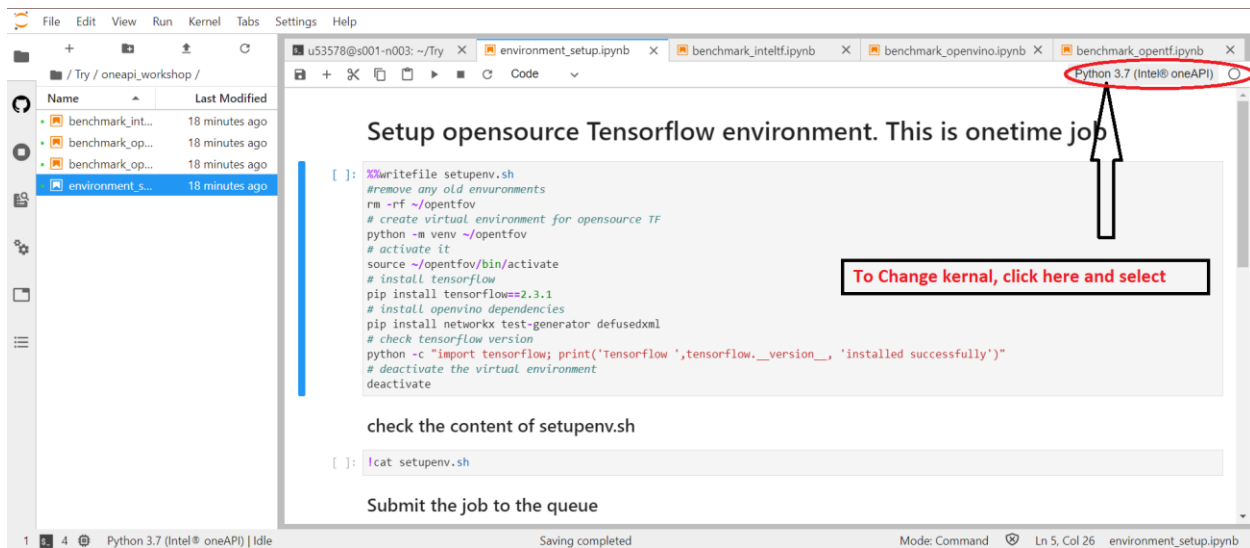 File Edit View Run Kernel Tabs Settings Help
u53578@s001-n003: ~/Try
environment_setup.ipynb
benchmark_inteltf.ipynb
benchmark_openvino.ipynb
benchmark_opentf.ipynb
/ Try / oneapi_workshop /
Code
Python 3.7 (Intel® oneAPI)
Name Last Modified
benchmark_int... 18 minutes ago
benchmark_op... 18 minutes ago
benchmark_op... 18 minutes ago
environment_s... 18 minutes ago
Setup opensource Tensorflow environment. This is onetime job
[ ]: %%writefile setupenv.sh
#remove any old envuronments
rm -rf ~/opentfov
# create virtual environment for opensource TF
python -m venv ~/opentfov
# activate it
source ~/opentfov/bin/activate
# install tensorflow
pip install tensorflow==2.3.1
# install openvino dependencies
pip install networkx test-generator defusedxml
# check tensorflow version
python -c "import tensorflow; print('Tensorflow ',tensorflow.__version__, 'installed successfully')"
# deactivate the virtual environment
deactivate
To Change kernal, click here and select
check the content of setupenv.sh
[ ]: !cat setupenv.sh
Submit the job to the queue
1 4 Python 3.7 (Intel® oneAPI) | Idle Saving completed Mode: Command Ln 5, Col 26 environment_setup.ipynb